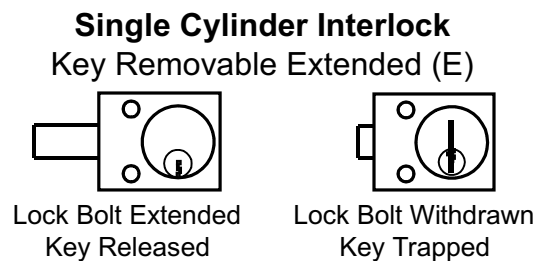 Single Cylinder Interlock
Key Removable Extended (E)
Lock Bolt Extended
Key Released
Lock Bolt Withdrawn
Key Trapped